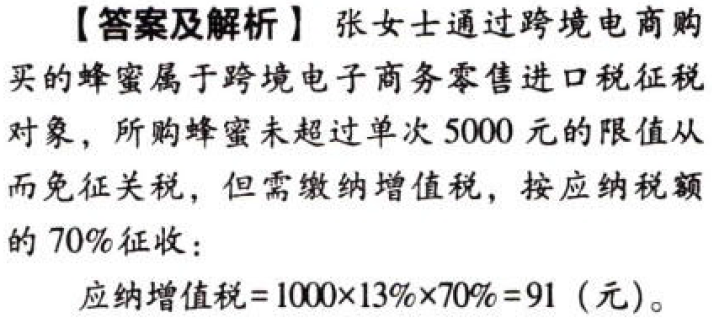 【答案及解析】 张女士通过跨境电商购
买的蜂蜜属于跨境电子商务零售进口税征税
对象，所购蜂蜜未超过单次 5000 元的限值从
而免征关税，但需缴纳增值税，按应纳税额
的 70%征收：
应纳增值税=1000×13%×70%=91（元）。